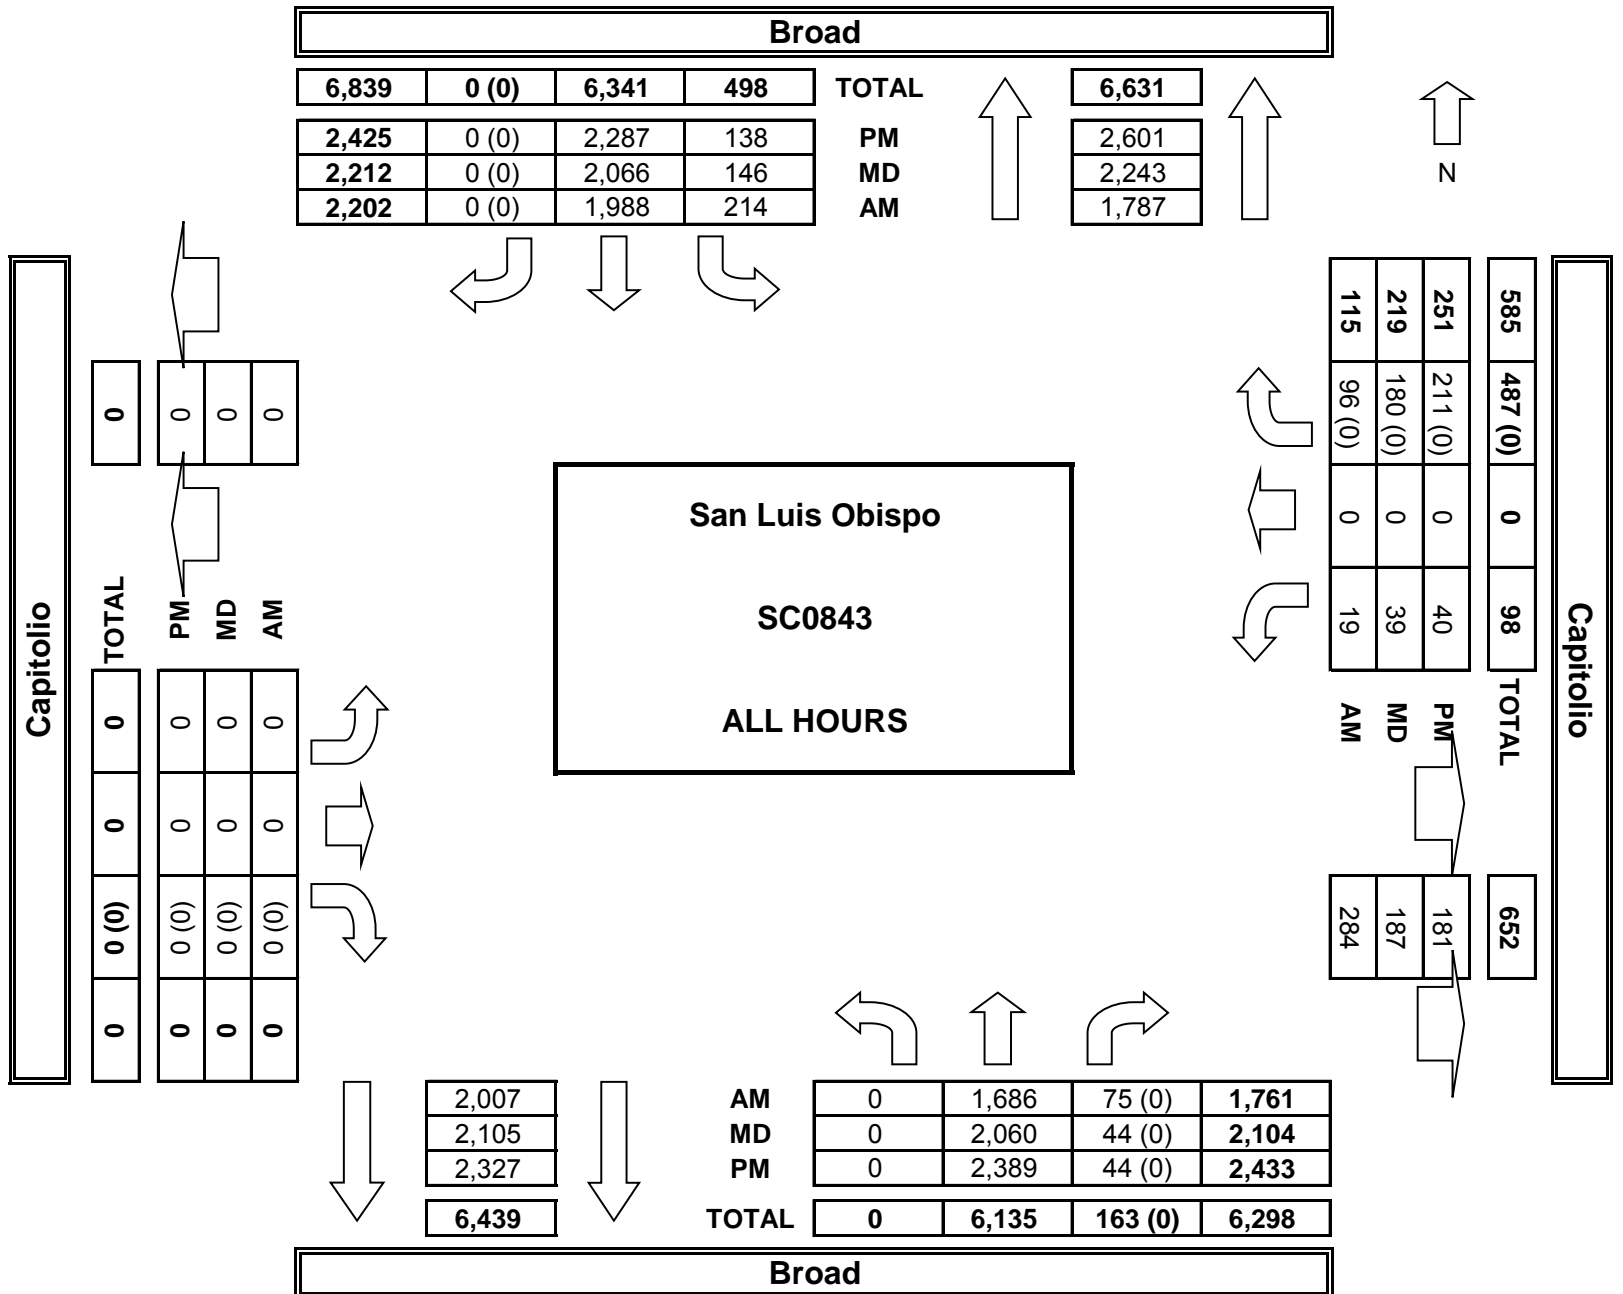 Broad
6,839 0 (0) 6,341 498 TOTAL 6,631
2,425 0 (0) 2,287 138 PM 2,601
2,212 0 (0) 2,066 146 MD 2,243
2,202 0 (0) 1,988 214 AM 1,787
N
Capitolio
0
0 0 0
TOTAL PM MD AM
0 0 0 0
0 0 0 0
0 (0) 0 (0) 0 (0) 0 (0)
0 0 0 0
San Luis Obispo
SC0843
ALL HOURS
115 219 251 585
96 (0) 180 (0) 211 (0) 487 (0)
0 0 0 0
19 39 40 98
AM MD PM TOTAL
284 187 181 652
Capitolio
2,007 AM 0 1,686 75 (0) 1,761
2,105 MD 0 2,060 44 (0) 2,104
2,327 PM 0 2,389 44 (0) 2,433
6,439 TOTAL 0 6,135 163 (0) 6,298
Broad